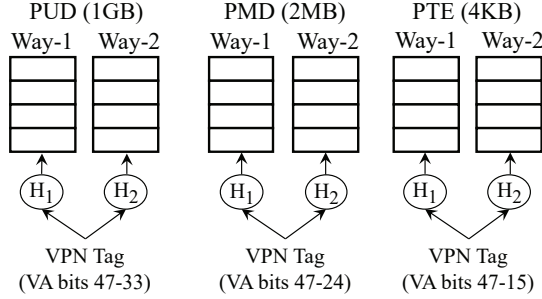 PUD (1GB) PMD (2MB) PTE (4KB)
Way-1 Way-2 Way-1 Way-2 Way-1 Way-2
H1 H2 H1 H2 H1 H2
VPN Tag VPN Tag VPN Tag
(VA bits 47-33) (VA bits 47-24) (VA bits 47-15)